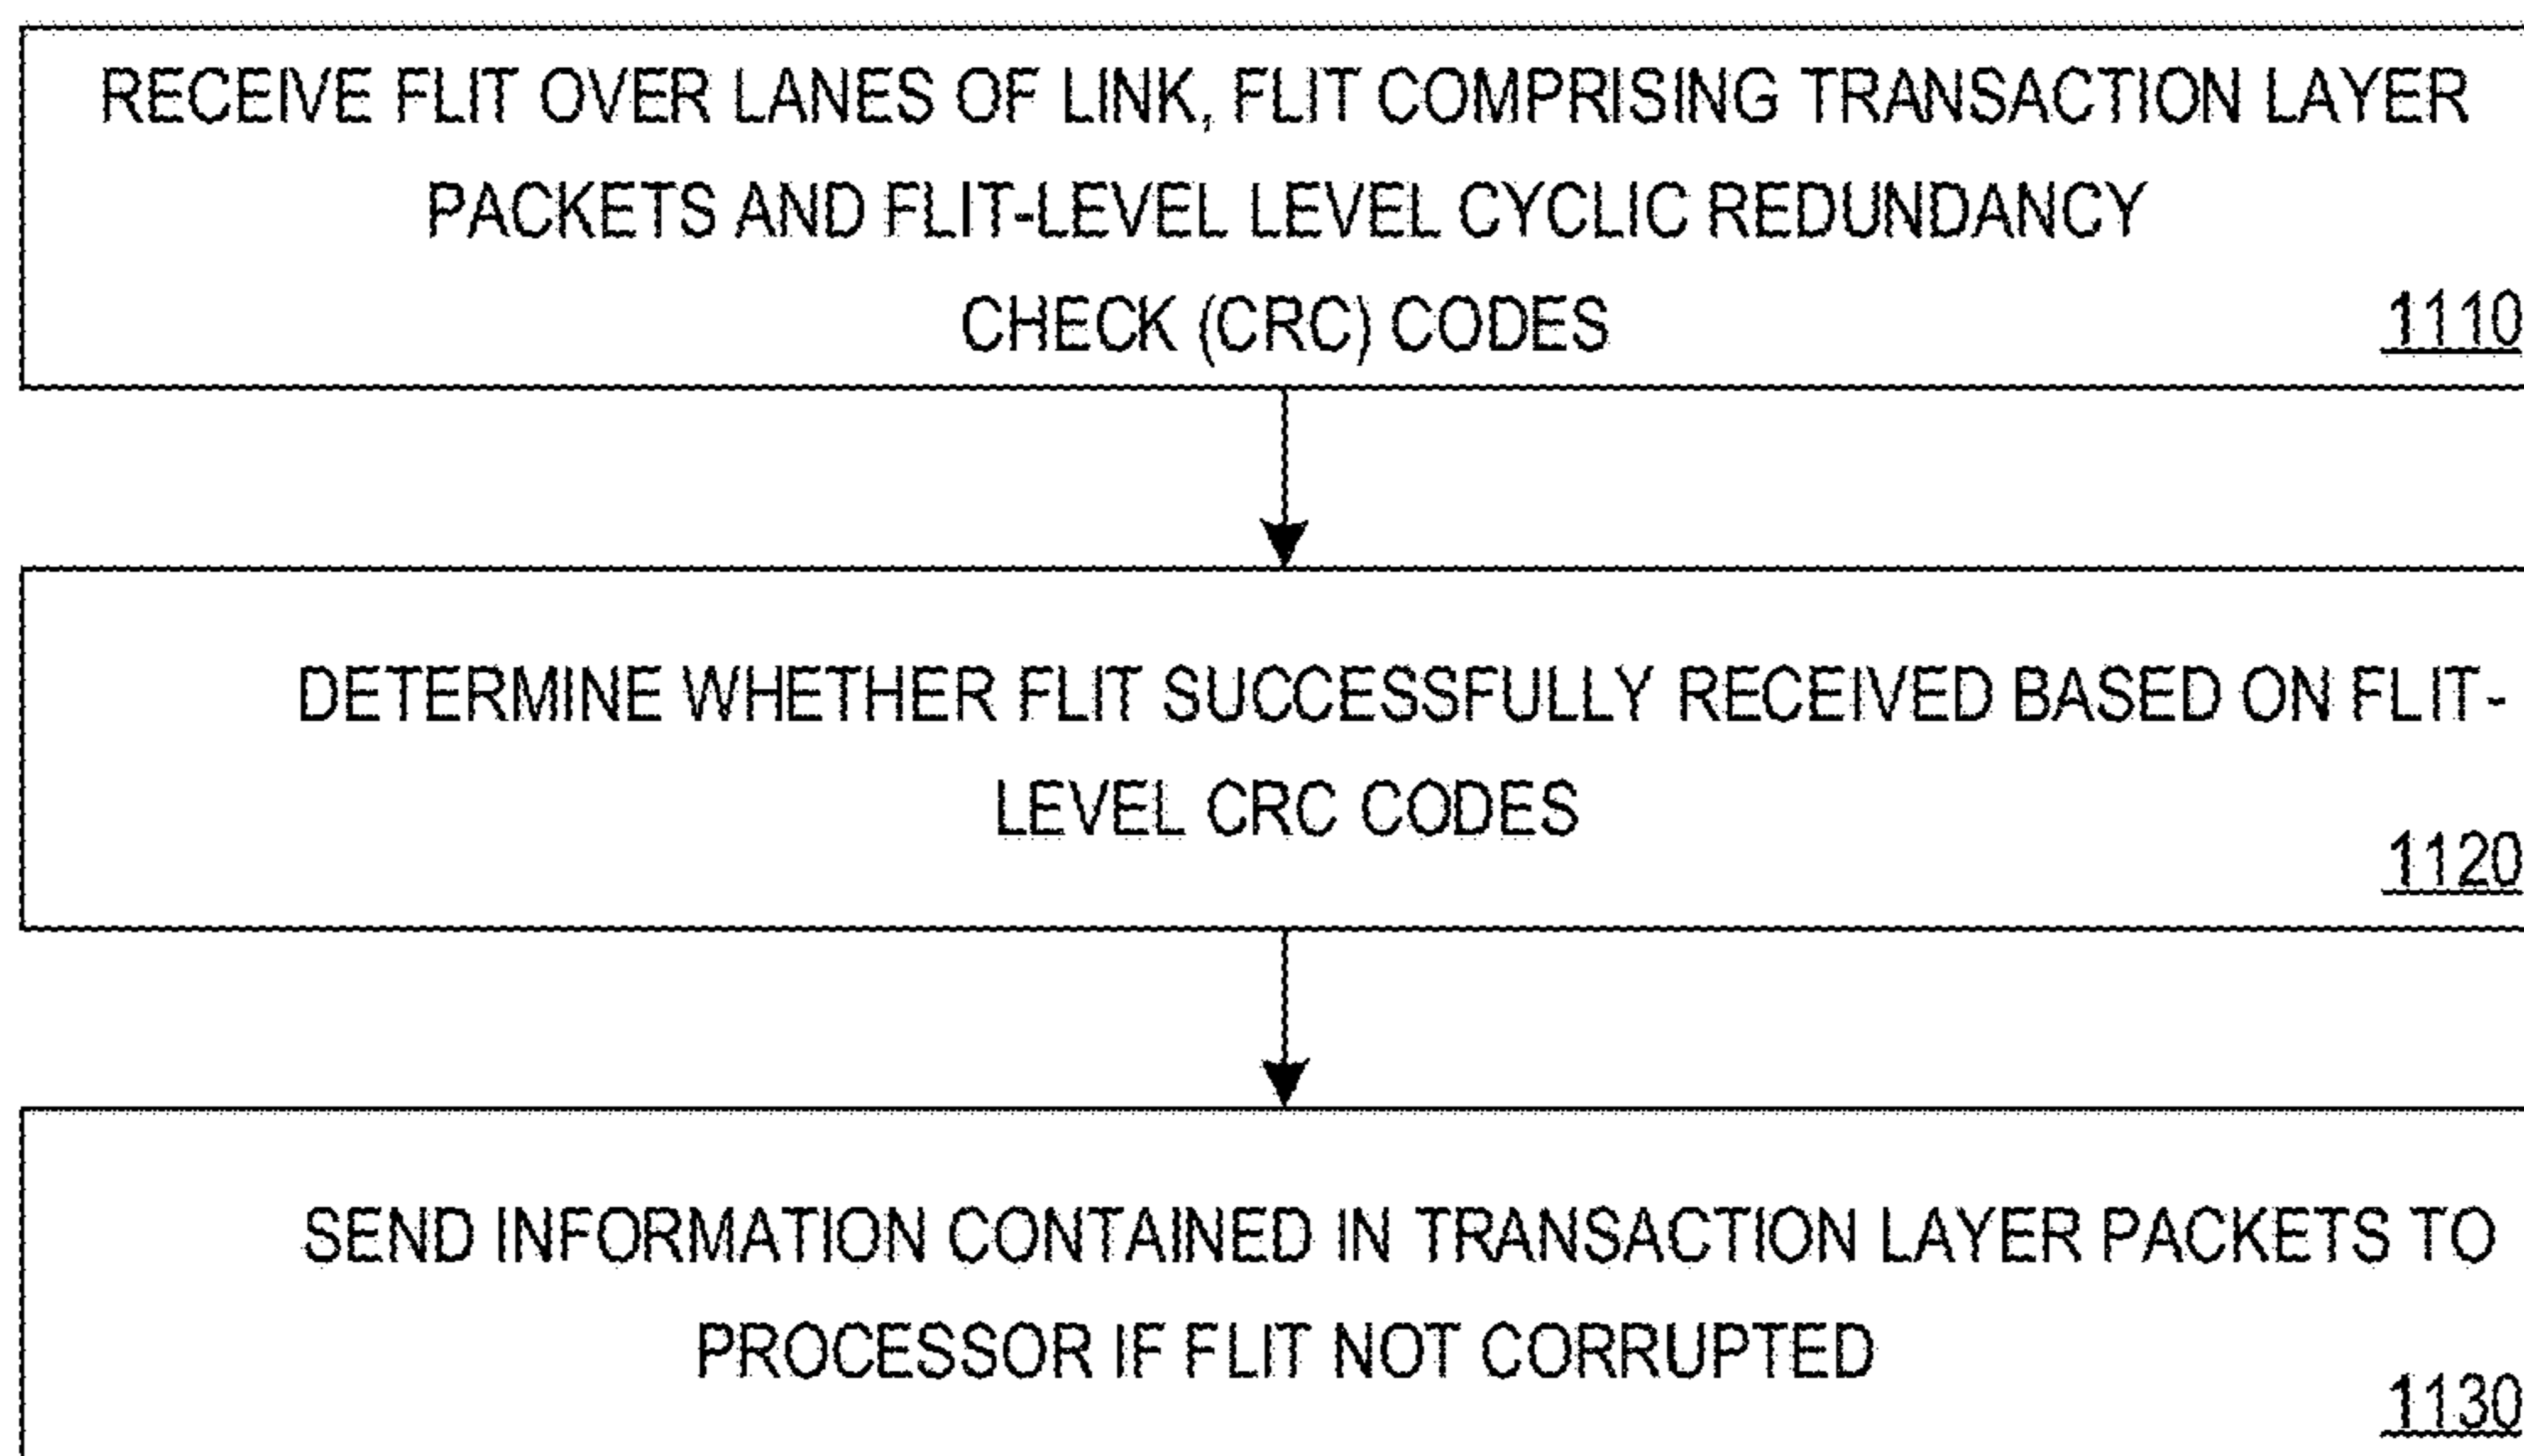 RECEIVE FLIT OVER LANES OF LINK, FLIT COMPRISING TRANSACTION LAYER
PACKETS AND FLIT-LEVEL LEVEL CYCLIC REDUNDANCY
CHECK (CRC) CODES
1110
DETERMINE WHETHER FLIT SUCCESSFULLY RECEIVED BASED ON FLIT-
LEVEL CRC CODES
1120
SEND INFORMATION CONTAINED IN TRANSACTION LAYER PACKETS TO
PROCESSOR IF FLIT NOT CORRUPTED
1130